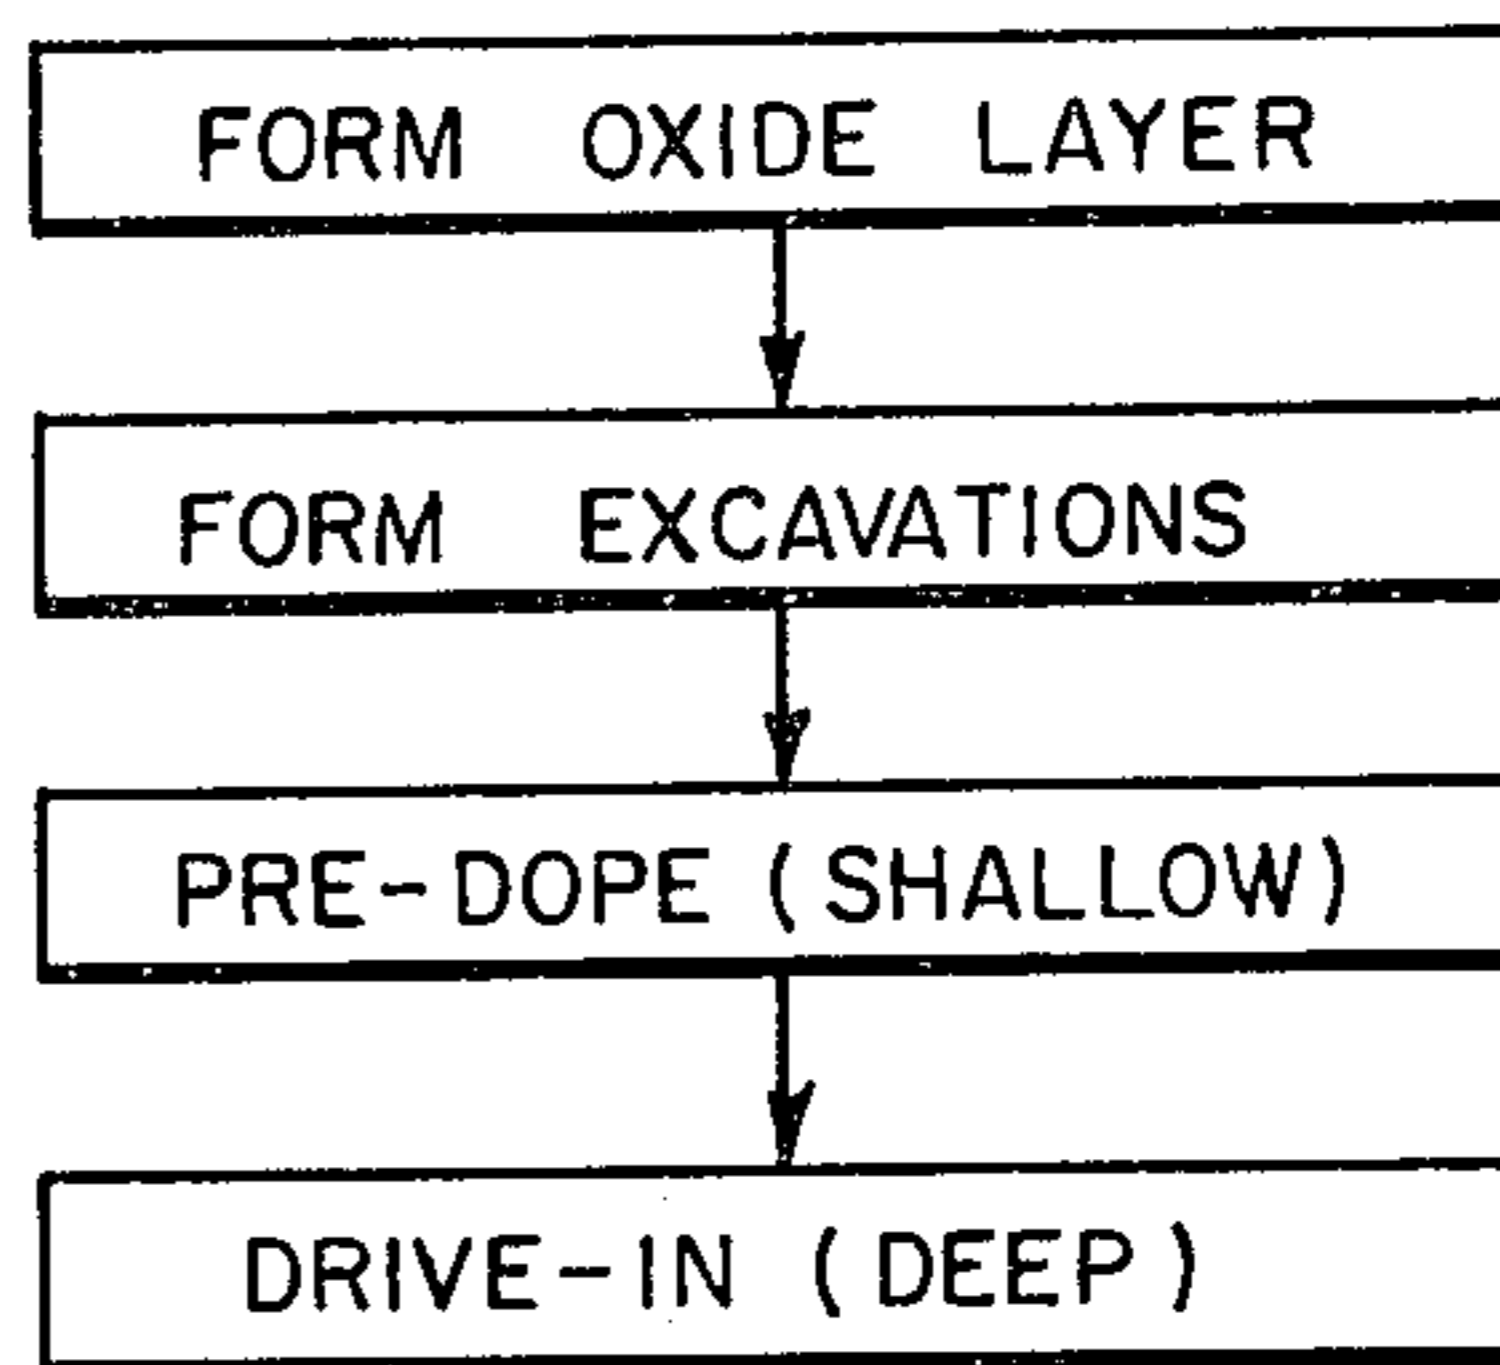 FORM OXIDE LAYER
FORM EXCAVATIONS
PRE-DOPE (SHALLOW)
DRIVE-IN (DEEP)